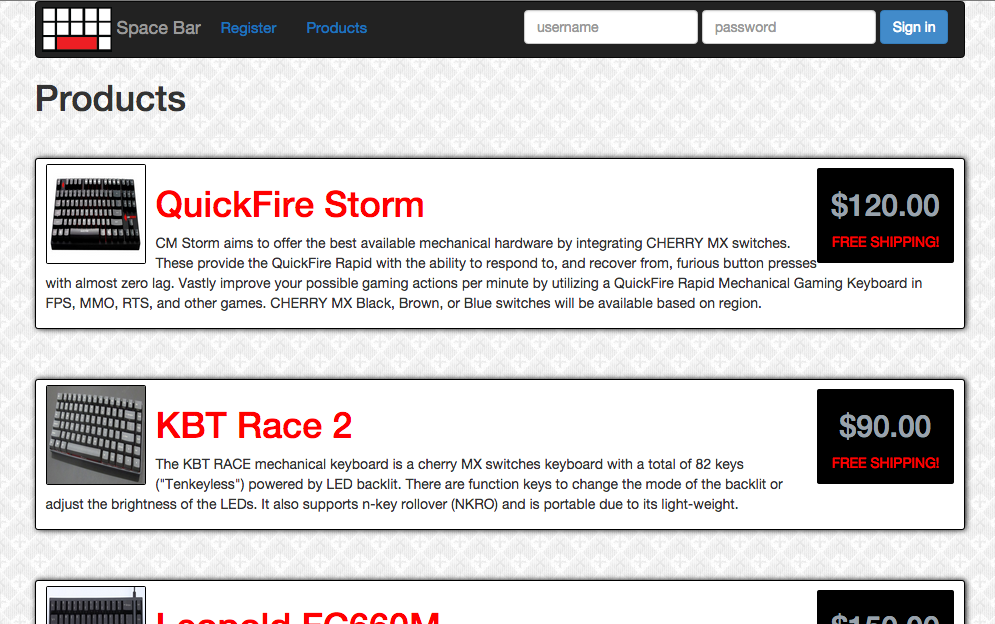 Space Bar Register Products username password Sign in
Products
QuickFire Storm
$120.00
FREE SHIPPING!
CM Storm aims to offer the best available mechanical hardware by integrating CHERRY MX switches.
These provide the QuickFire Rapid with the ability to respond to, and recover from, furious button presses
with almost zero lag. Vastly improve your possible gaming actions per minute by utilizing a QuickFire Rapid Mechanical Gaming Keyboard in
FPS, MMO, RTS, and other games. CHERRY MX Black, Brown, or Blue switches will be available based on region.
KBT Race 2
$90.00
FREE SHIPPING!
The KBT RACE mechanical keyboard is a cherry MX switches keyboard with a total of 82 keys
("Tenkeyless") powered by LED backlit. There are function keys to change the mode of the backlit or
adjust the brightness of the LEDs. It also supports n-key rollover (NKRO) and is portable due to its light-weight.
Leopold FC660M
$150.00